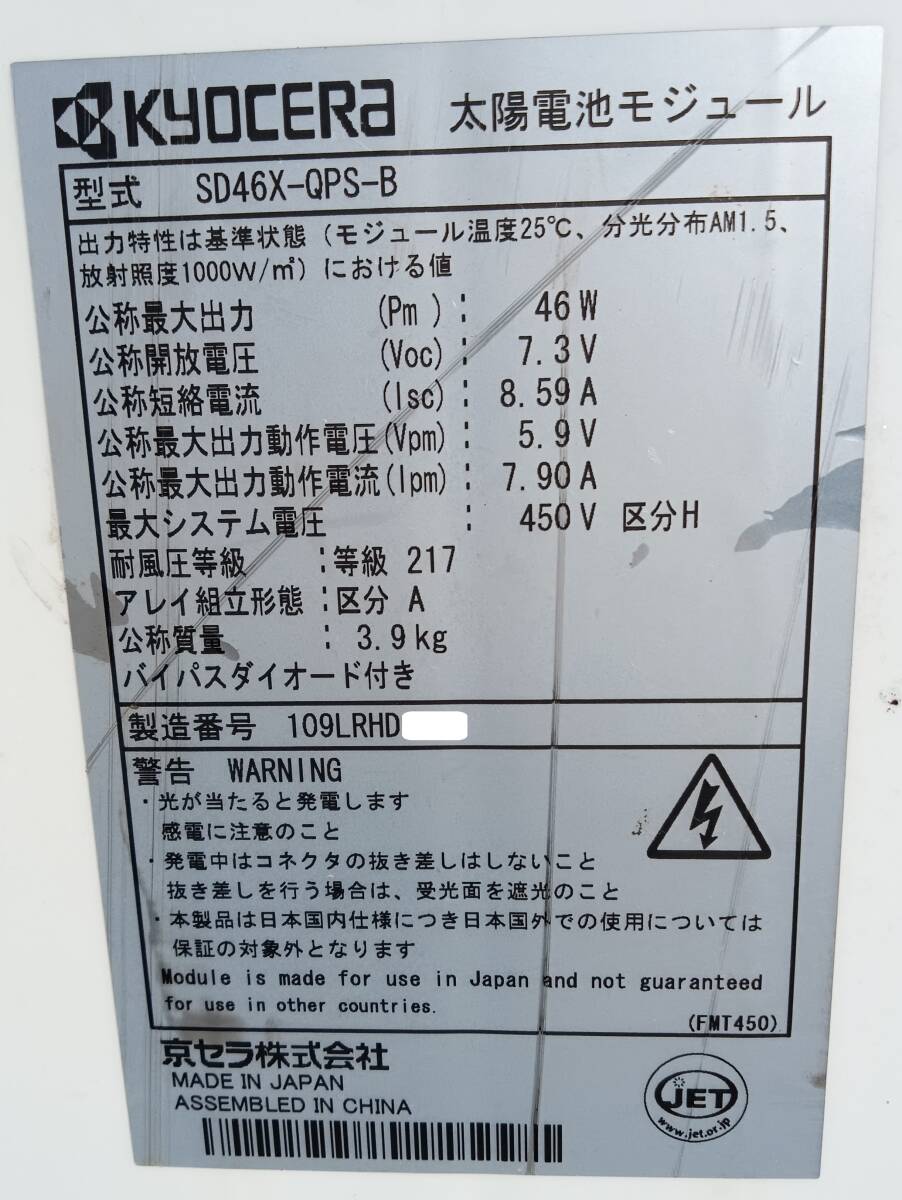 KYOCERA 太陽電池モジュール
型式 SD46X-QPS-B
出力特性は基準状態（モジュール温度25℃、分光分布AM1.5、
放射照度1000W/㎡）における値
公称最大出力 (Pm ): 46 W
公称開放電圧 (Voc): 7.3 V
公称短絡電流 (Isc): 8.59 A
公称最大出力動作電圧(Vpm): 5.9 V
公称最大出力動作電流(Ipm): 7.90 A
最大システム電圧 : 450 V 区分H
耐風圧等級 :等級 217
アレイ組立形態 :区分 A
公称質量 : 3.9 kg
バイパスダイオード付き
製造番号 109LRHD
警告 WARNING
・光が当たると発電します
感電に注意のこと
・発電中はコネクタの抜き差しはしないこと
抜き差しを行う場合は、受光面を遮光のこと
・本製品は日本国内仕様につき日本国外での使用については
保証の対象外となります
Module is made for use in Japan and not guaranteed
for use in other countries.
(FMT450)
京セラ株式会社
MADE IN JAPAN
ASSEMBLED IN CHINA
JET
www.jet.or.jp